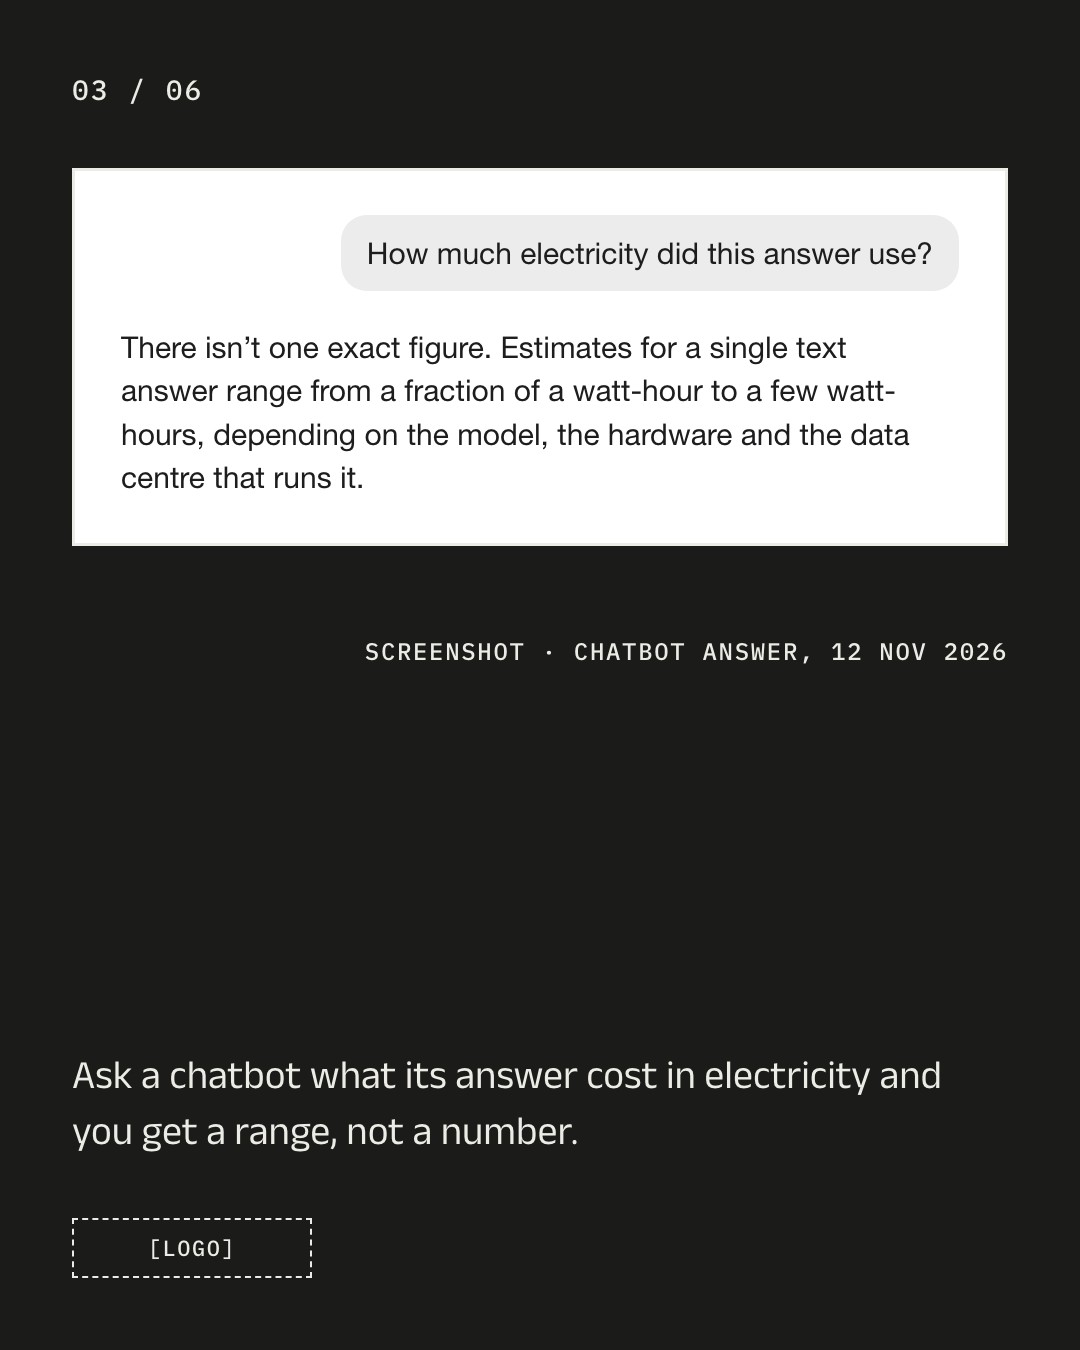 03 / 06
How much electricity did this answer use?
There isn’t one exact figure. Estimates for a single text
answer range from a fraction of a watt-hour to a few watt-
hours, depending on the model, the hardware and the data
centre that runs it.
SCREENSHOT · CHATBOT ANSWER, 12 NOV 2026
Ask a chatbot what its answer cost in electricity and
you get a range, not a number.
[LOGO]